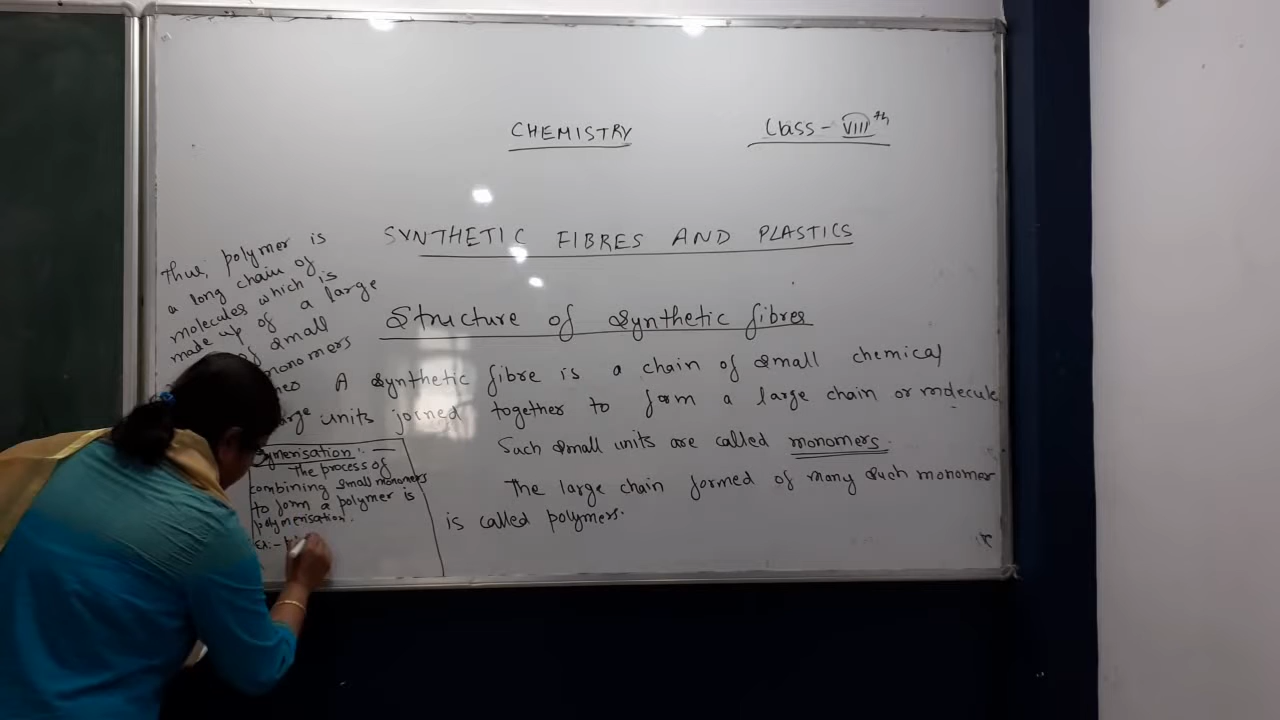 CHEMISTRY
Class - VIII th
SYNTHETIC FIBRES AND PLASTICS
Structure of Synthetic fibres
A synthetic fibre is a chain of small chemical
units joined together to form a large chain or molecule
Such small units are called monomers.
The large chain formed of many such monomer
is called polymers.
Thus, polymer is
a long chain of
molecules which is
made up of a large
of small
monomers
The process of
combining small monomers
to form a polymer is
polymerisation.
Ex:-